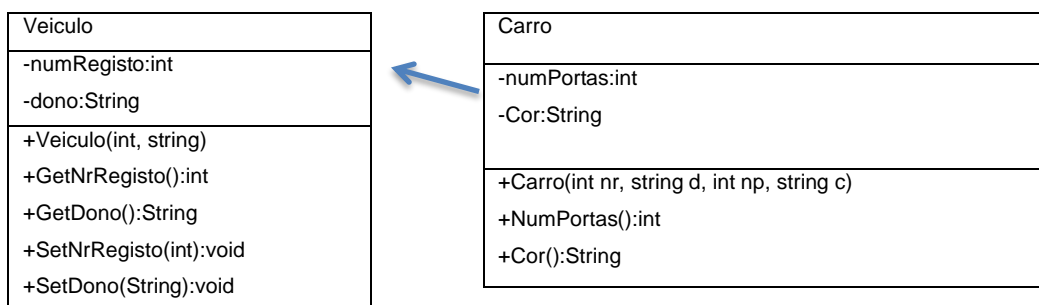 Veiculo
-numRegisto:int
-dono:String
+Veiculo(int, string)
+GetNrRegisto():int
+GetDono():String
+SetNrRegisto(int):void
+SetDono(String):void
Carro
-numPortas:int
-Cor:String
+Carro(int nr, string d, int np, string c)
+NumPortas():int
+Cor():String